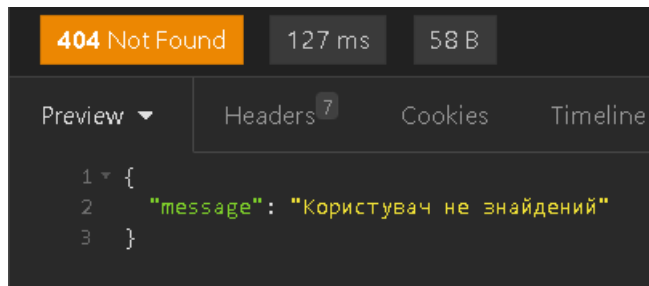 404 Not Found 127 ms 58 B
Preview Headers 7 Cookies Timeline
1 {
2 "message": "Користувач не знайдений"
3 }